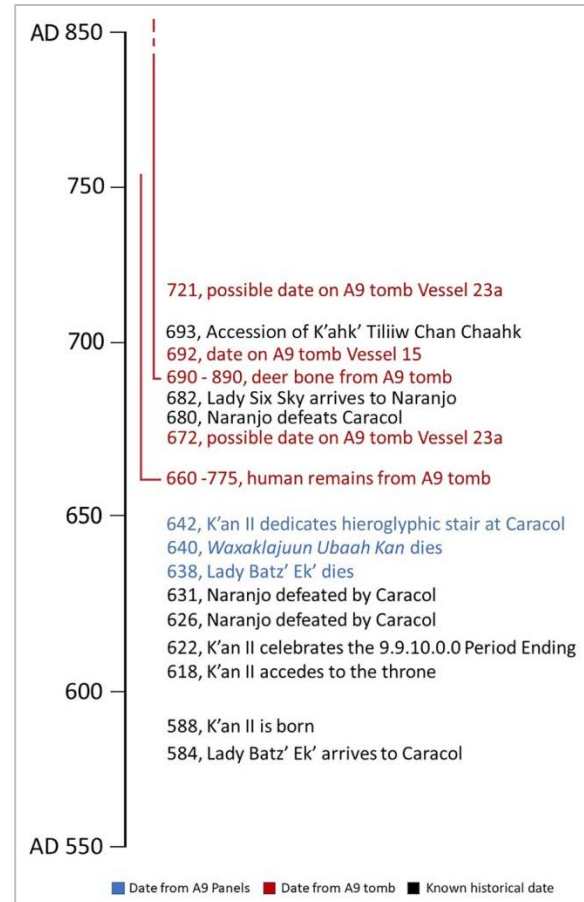 AD 850
750
721, possible date on A9 tomb Vessel 23a
693, Accession of K'ahk' Tiliiw Chan Chaahk
700
692, date on A9 tomb Vessel 15
690 - 890, deer bone from A9 tomb
682, Lady Six Sky arrives to Naranjo
680, Naranjo defeats Caracol
672, possible date on A9 tomb Vessel 23a
660 -775, human remains from A9 tomb
650
642, K'an II dedicates hieroglyphic stair at Caracol
640, Waxaklajuun Ubaah Kan dies
638, Lady Batz' Ek' dies
631, Naranjo defeated by Caracol
626, Naranjo defeated by Caracol
622, K'an II celebrates the 9.9.10.0.0 Period Ending
618, K'an II accedes to the throne
600
588, K'an II is born
584, Lady Batz' Ek' arrives to Caracol
AD 550
Date from A9 Panels Date from A9 tomb Known historical date